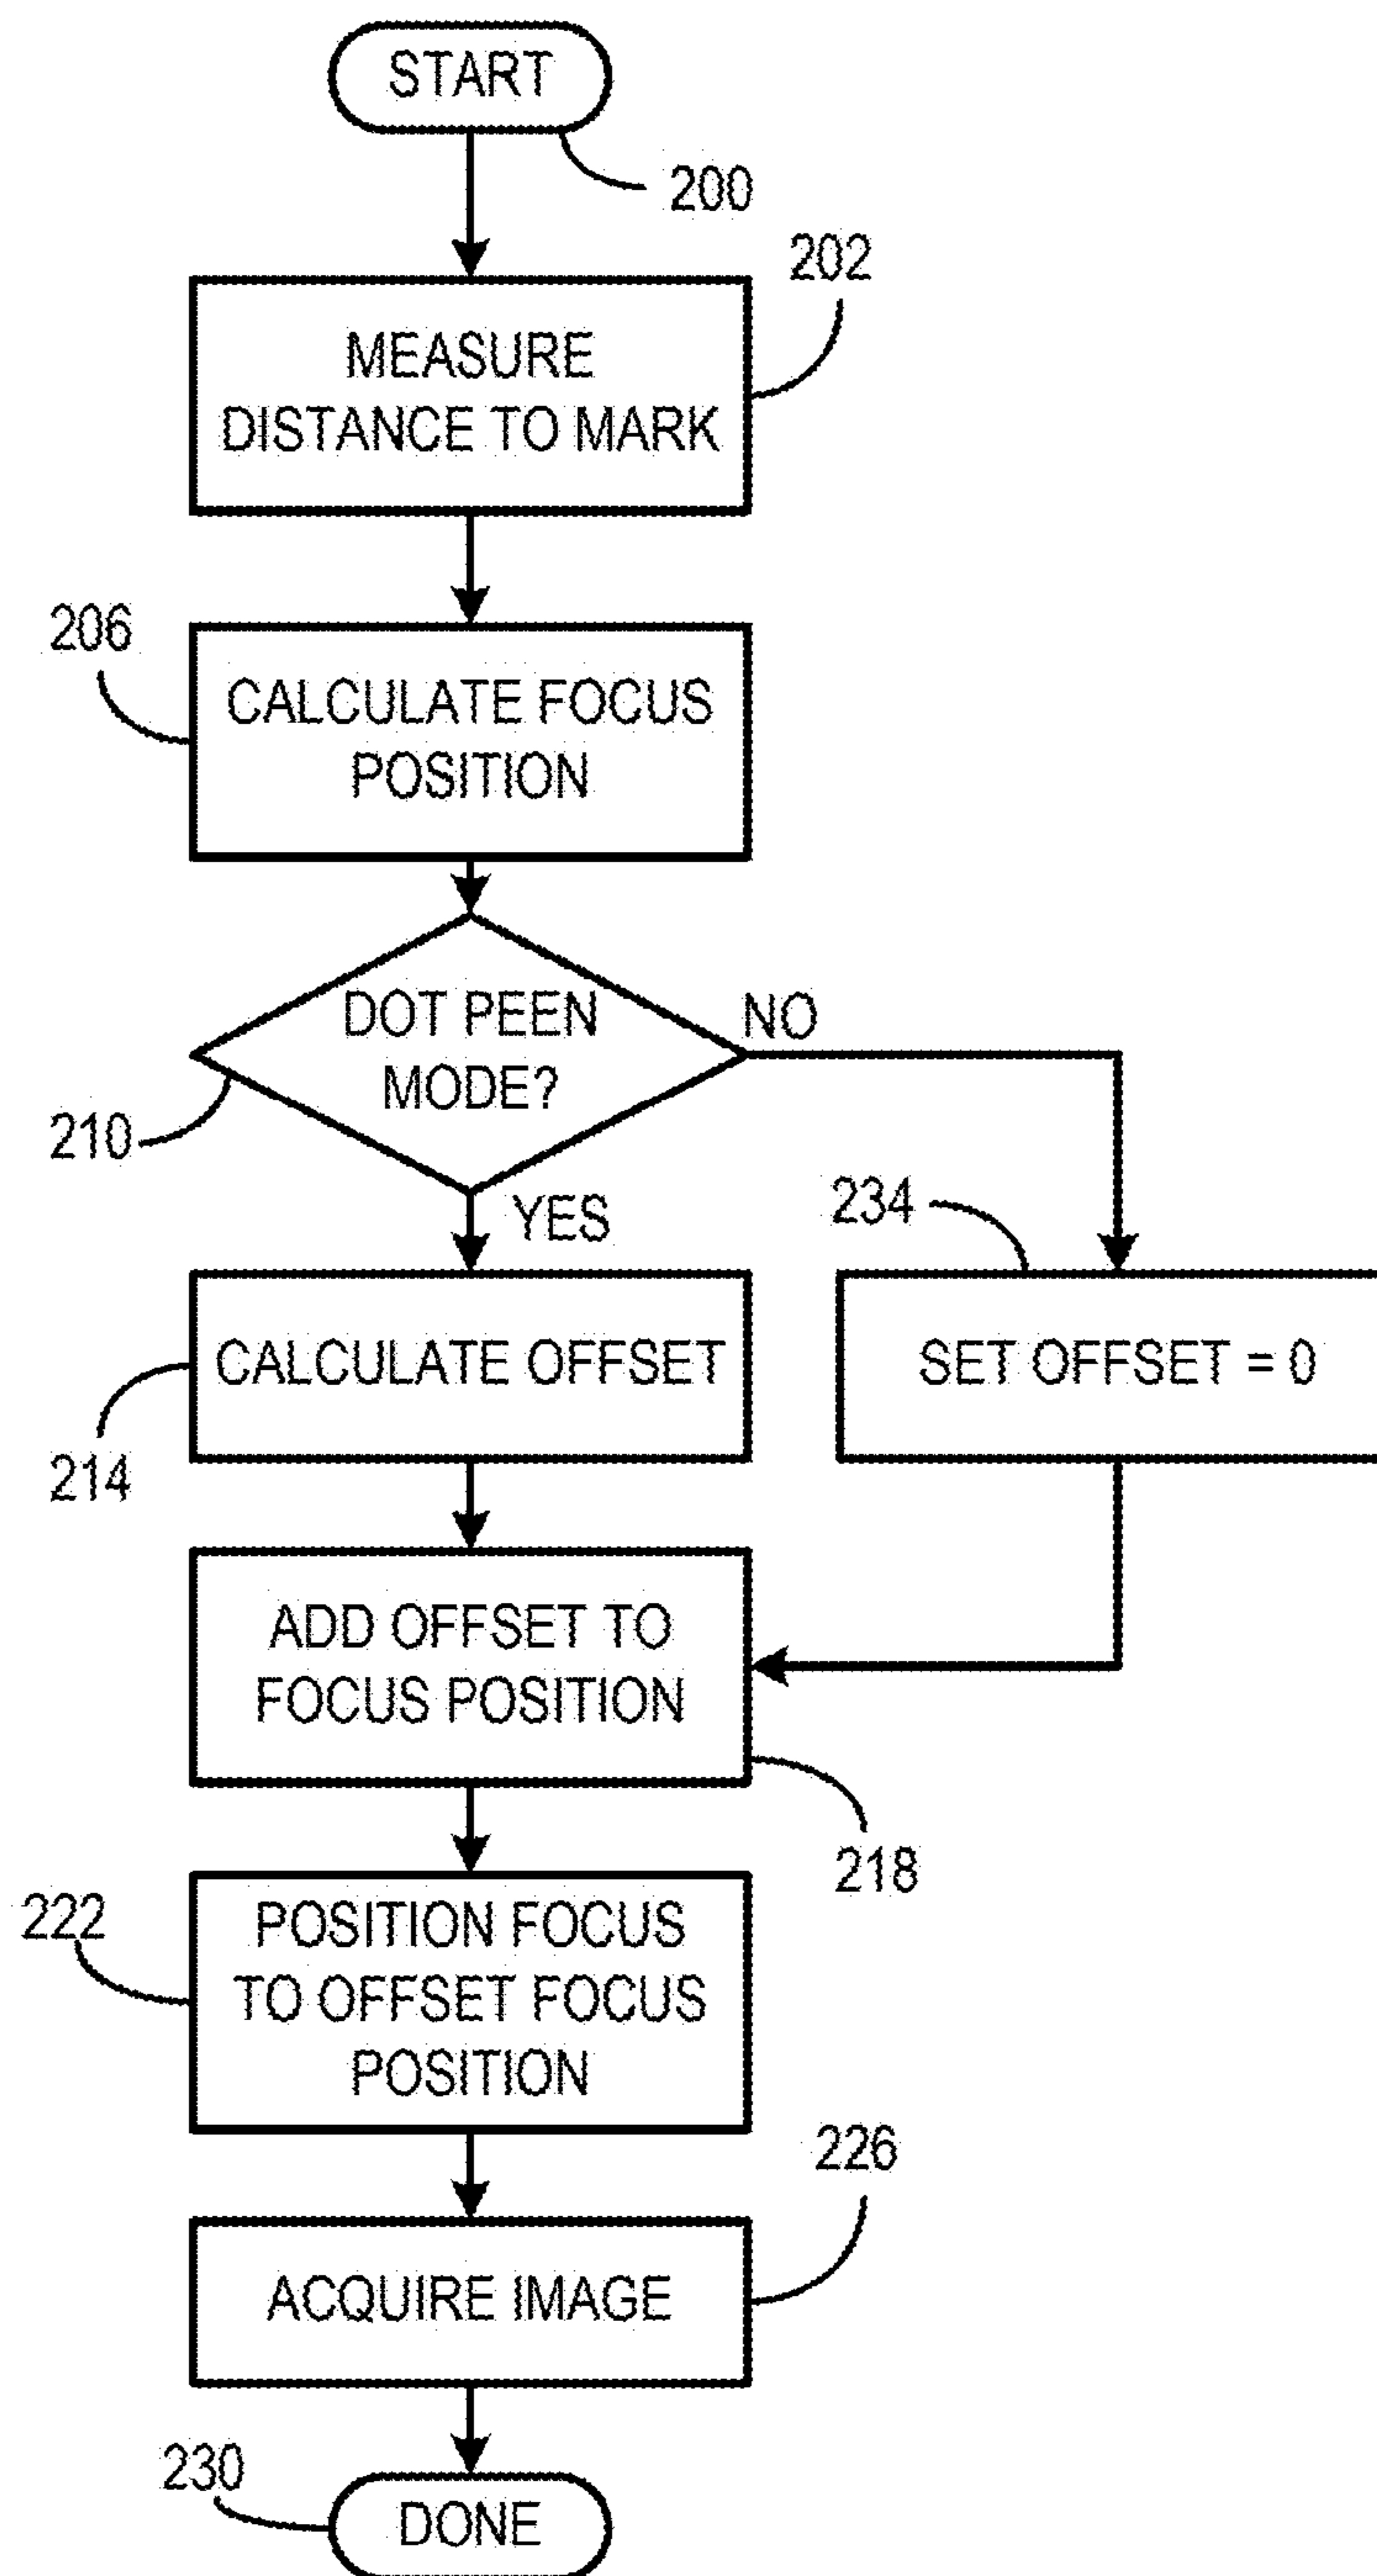 START
200
202
MEASURE
DISTANCE TO MARK
206
CALCULATE FOCUS
POSITION
DOT PEEN
MODE?
NO
210
YES
234
CALCULATE OFFSET
SET OFFSET = 0
214
ADD OFFSET TO
FOCUS POSITION
218
222
POSITION FOCUS
TO OFFSET FOCUS
POSITION
226
ACQUIRE IMAGE
230
DONE